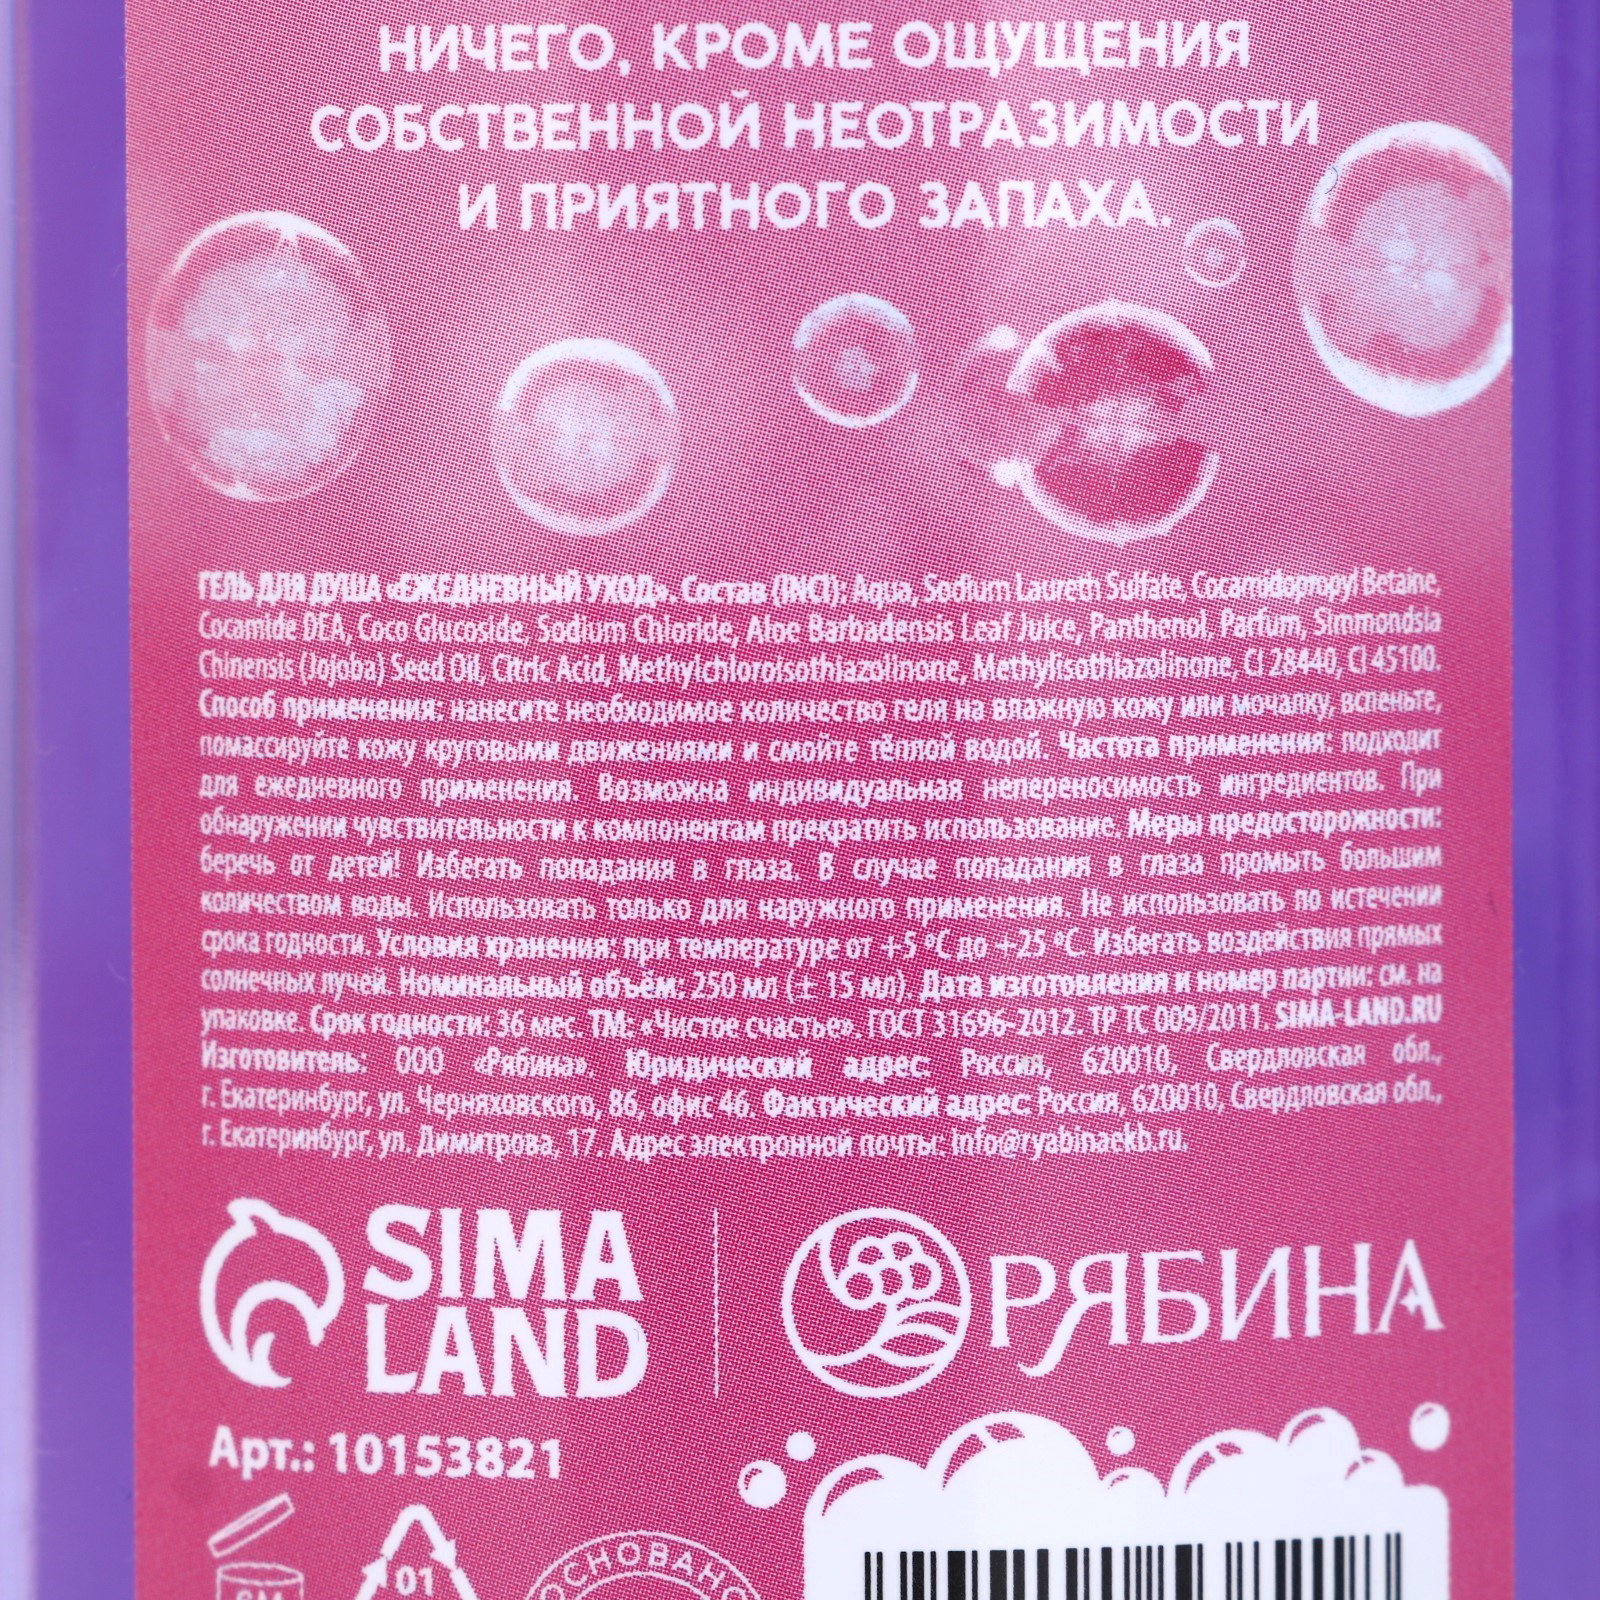 НИЧЕГО, КРОМЕ ОЩУЩЕНИЯ
СОБСТВЕННОЙ НЕОТРАЗИМОСТИ
И ПРИЯТНОГО ЗАПАХА.
ГЕЛЬ ДЛЯ ДУША «ЕЖЕДНЕВНЫЙ УХОД». Состав (INCI): Aqua, Sodium Laureth Sulfate, Cocamidopropyl Betaine,
Cocamide DEA, Coco Glucoside, Sodium Chloride, Aloe Barbadensis Leaf Juice, Panthenol, Parfum, Simmondsia
Chinensis (Jojoba) Seed Oil, Citric Acid, Methylchloroisothiazolinone, Methylisothiazolinone, CI 28440, CI 45100.
Способ применения: нанесите необходимое количество геля на влажную кожу или мочалку, вспеньте,
помассируйте кожу круговыми движениями и смойте тёплой водой. Частота применения: подходит
для ежедневного применения. Возможна индивидуальная непереносимость ингредиентов. При
обнаружении чувствительности к компонентам прекратить использование. Меры предосторожности:
беречь от детей! Избегать попадания в глаза. В случае попадания в глаза промыть большим
количеством воды. Использовать только для наружного применения. Не использовать по истечении
срока годности. Условия хранения: при температуре от +5 °C до +25 °C. Избегать воздействия прямых
солнечных лучей. Номинальный объём: 250 мл (± 15 мл). Дата изготовления и номер партии: см. на
упаковке. Срок годности: 36 мес. ТМ: «Чистое счастье». ГОСТ 31696-2012. ТР ТС 009/2011. SIMA-LAND.RU
Изготовитель: ООО «Рябина». Юридический адрес: Россия, 620010, Свердловская обл.,
г. Екатеринбург, ул. Черняховского, 86, офис 46. Фактический адрес: Россия, 620010, Свердловская обл.,
г. Екатеринбург, ул. Димитрова, 17. Адрес электронной почты: info@ryabinaekb.ru.
SIMA
LAND
РЯБИНА
Арт.: 10153821
01
ОСНОВАНО